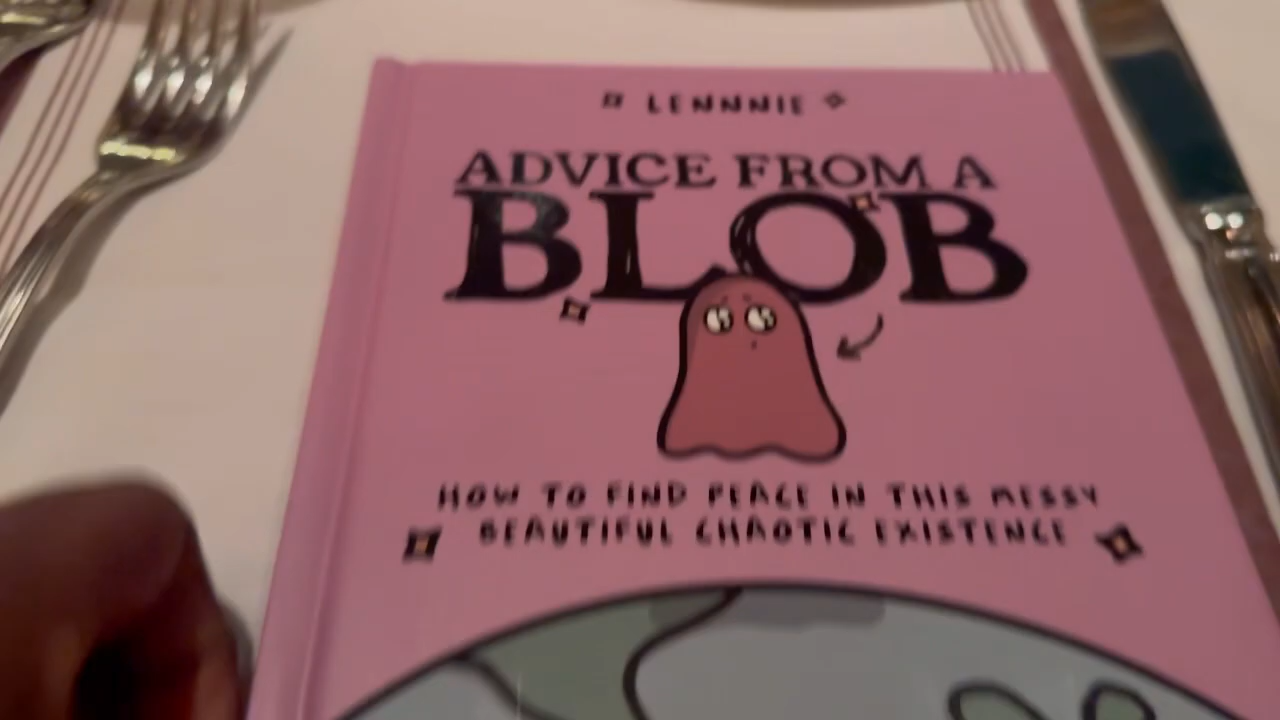 LENNNIE
ADVICE FROM A
BLOB
HOW TO FIND PEACE IN THIS MESSY
BEAUTIFUL CHAOTIC EXISTENCE